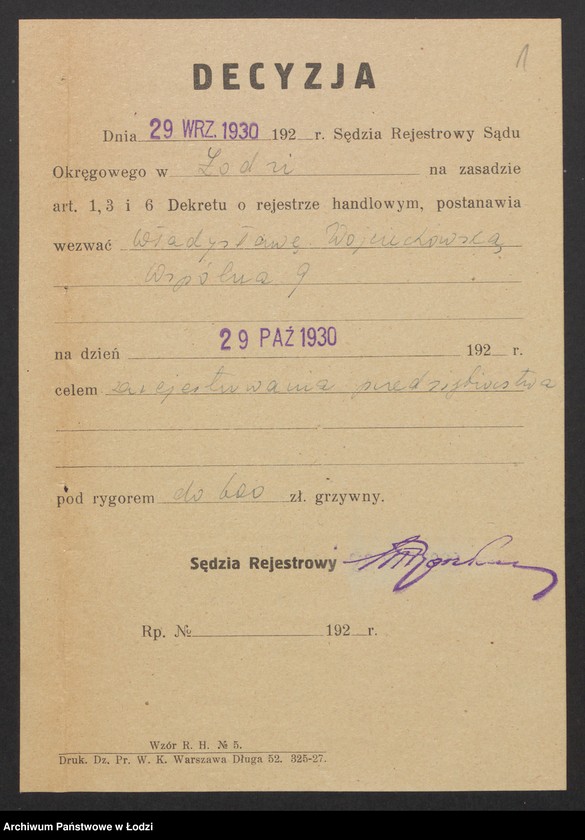 1
DECYZJA
Dnia 29 WRZ. 1930 192 r. Sędzia Rejestrowy Sądu
Okręgowego w Łodzi na zasadzie
art. 1, 3 i 6 Dekretu o rejestrze handlowym, postanawia
wezwać Władysławę Wojciechowską
Wspólna 9
na dzień 29 PAŹ 1930 192 r.
celem zarejestrowania przedsiębiorstwa
pod rygorem do 600 zł. grzywny.
Sędzia Rejestrowy
Rp. № 192 r.
Wzór R. H. № 5.
Druk. Dz. Pr. W. K. Warszawa Długa 52. 325-27.
Archiwum Państwowe w Łodzi